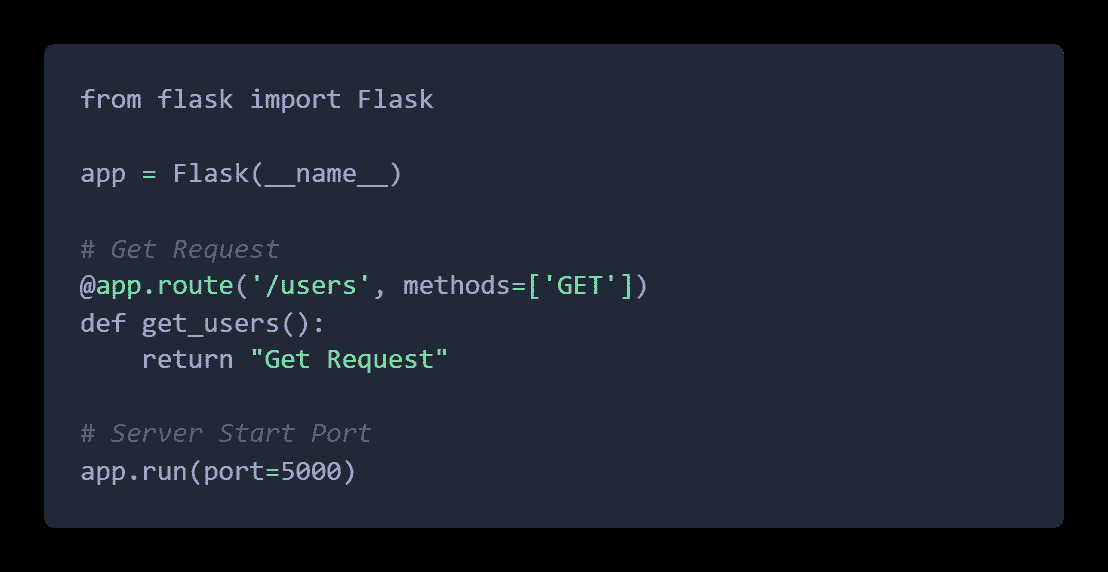 from flask import Flask
app = Flask(__name__)
# Get Request
@app.route('/users', methods=['GET'])
def get_users():
    return "Get Request"
# Server Start Port
app.run(port=5000)